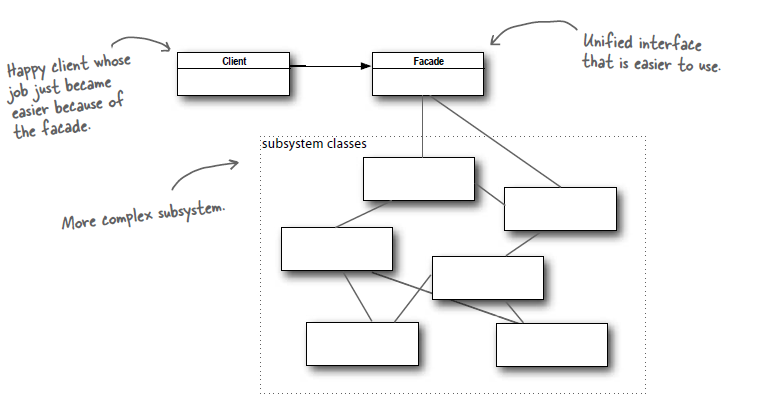 Happy client whose
job just became
easier because of
the facade.
Client
Facade
Unified interface
that is easier to use.
subsystem classes
More complex subsystem.